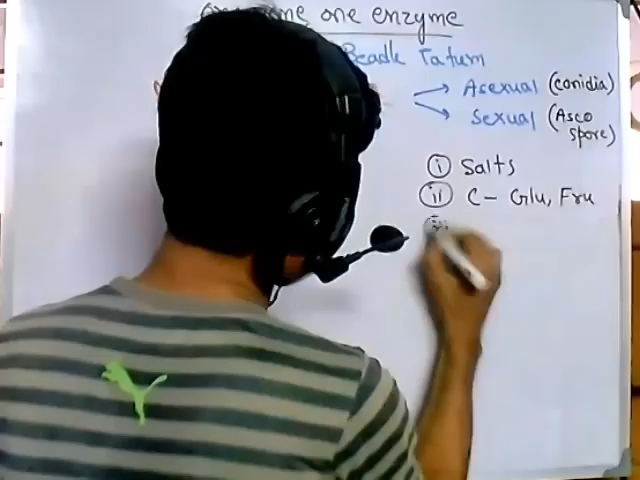 one enzyme
Beadle Tatum
Asexual (conidia)
Sexual (Asco
spore)
(i) Salts
(ii) C - Glu, Fru